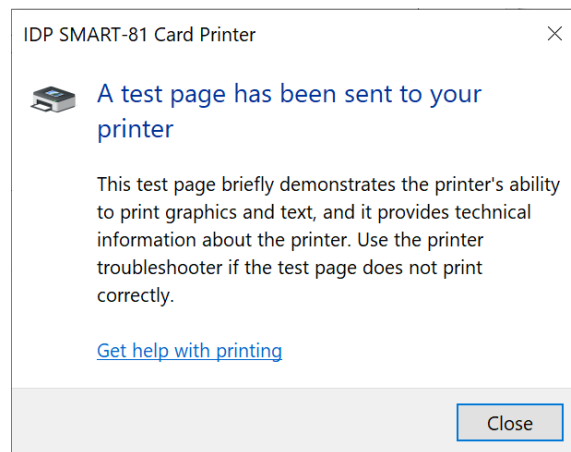 IDP SMART-81 Card Printer
A test page has been sent to your
printer
This test page briefly demonstrates the printer's ability
to print graphics and text, and it provides technical
information about the printer. Use the printer
troubleshooter if the test page does not print
correctly.
Get help with printing
Close